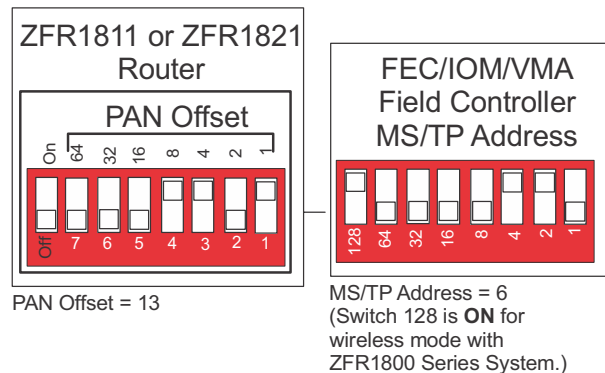 ZFR1811 or ZFR1821
Router
PAN Offset
On 64 32 16 8 4 2 1
Off 7 6 5 4 3 2 1
PAN Offset = 13
FEC/IOM/VMA
Field Controller
MS/TP Address
128 64 32 16 8 4 2 1
MS/TP Address = 6
(Switch 128 is ON for
wireless mode with
ZFR1800 Series System.)